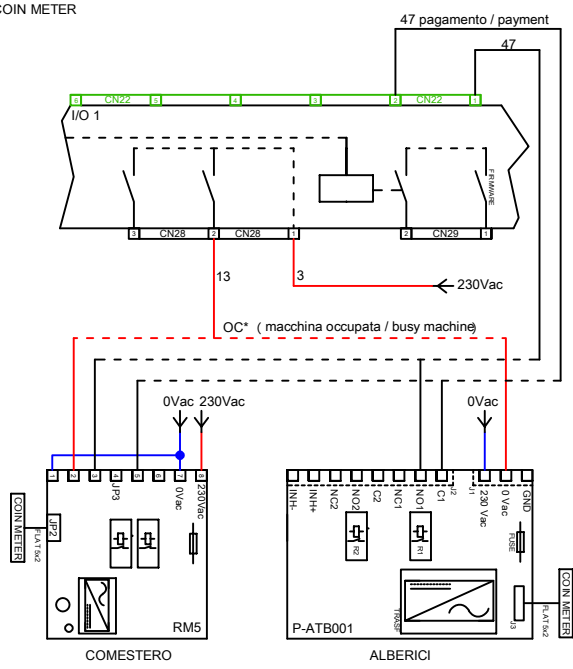 COIN METER
47 pagamento / payment
47
6 CN22 5 4 3 2 CN22 1
I/O 1
FIRMWARE
3 CN28 2 CN28 1
2 CN29 1
13
3
230Vac
OC* ( macchina occupata / busy machine)
0Vac 230Vac
0Vac
1 2 3 4 5 6 7 8
JP3
0Vac
230Vac
INH-
INH+
NC2
NO2
C2
NC1
NO1
C1
J2
J1
230 Vac
0 Vac
GND
COIN METER
FLAT 5x2
JP2
R2
R1
FUSE
COIN METER
FLAT 5x2
J3
TRASF
RM5
P-ATB001
COMESTERO
ALBERICI